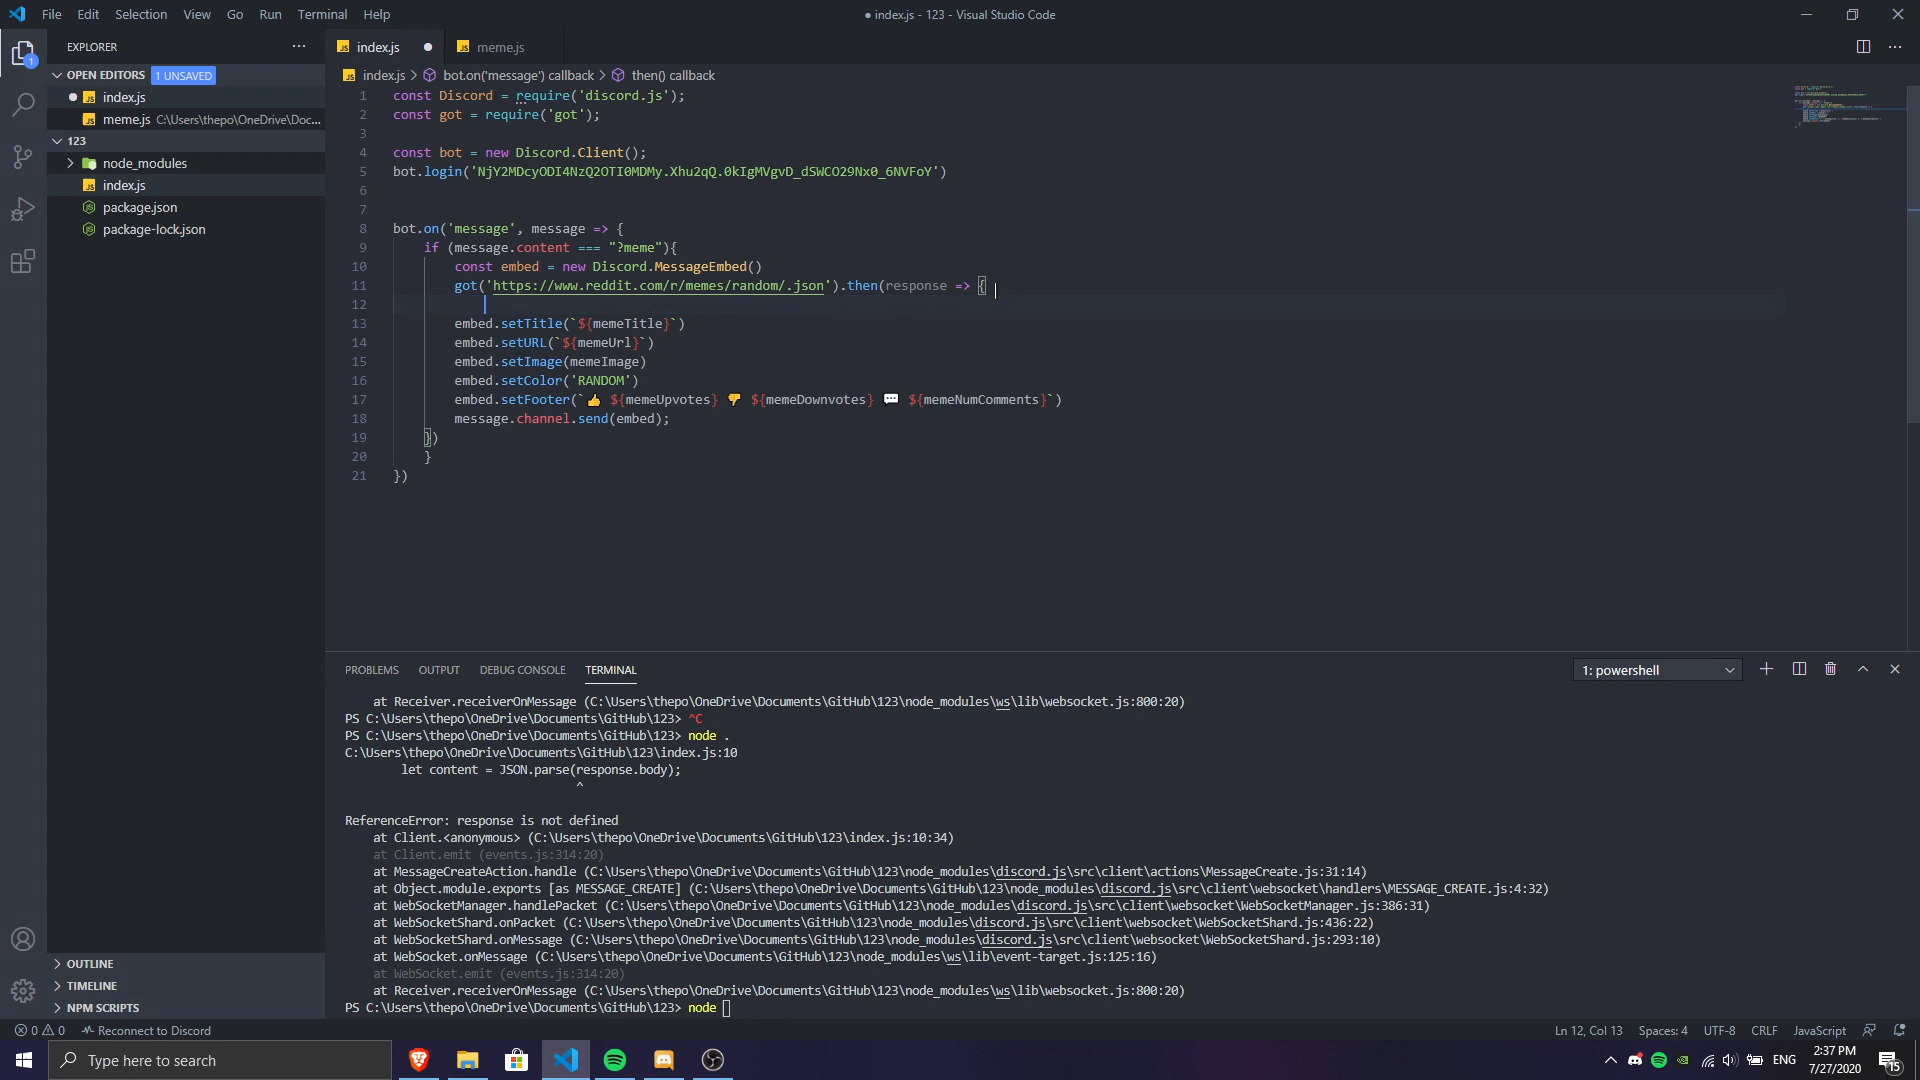 File Edit Selection View Go Run Terminal Help
● index.js - 123 - Visual Studio Code
EXPLORER
OPEN EDITORS 1 UNSAVED
index.js
meme.js C:\Users\thepo\OneDrive\Doc...
123
node_modules
index.js
package.json
package-lock.json
OUTLINE
TIMELINE
NPM SCRIPTS
index.js meme.js
index.js > bot.on('message') callback > then() callback
1 const Discord = require('discord.js');
2 const got = require('got');
3
4 const bot = new Discord.Client();
5 bot.login('NjY2MDcyODI4NzQ2OTI0MDMy.Xhu2qQ.0kIgMVgvD_dSWCO29Nx0_6NVFoY')
6
7
8 bot.on('message', message => {
9 if (message.content === "?meme"){
10 const embed = new Discord.MessageEmbed()
11 got('https://www.reddit.com/r/memes/random/.json').then(response => {
12
13 embed.setTitle(`${memeTitle}`)
14 embed.setURL(`${memeUrl}`)
15 embed.setImage(memeImage)
16 embed.setColor('RANDOM')
17 embed.setFooter(`👍 ${memeUpvotes} 👎 ${memeDownvotes} 💬 ${memeNumComments}`)
18 message.channel.send(embed);
19 })
20 }
21 })
PROBLEMS OUTPUT DEBUG CONSOLE TERMINAL
1: powershell
at Receiver.receiverOnMessage (C:\Users\thepo\OneDrive\Documents\GitHub\123\node_modules\ws\lib\websocket.js:800:20)
PS C:\Users\thepo\OneDrive\Documents\GitHub\123> ^C
PS C:\Users\thepo\OneDrive\Documents\GitHub\123> node .
C:\Users\thepo\OneDrive\Documents\GitHub\123\index.js:10
let content = JSON.parse(response.body);
^
ReferenceError: response is not defined
at Client.<anonymous> (C:\Users\thepo\OneDrive\Documents\GitHub\123\index.js:10:34)
at Client.emit (events.js:314:20)
at MessageCreateAction.handle (C:\Users\thepo\OneDrive\Documents\GitHub\123\node_modules\discord.js\src\client\actions\MessageCreate.js:31:14)
at Object.module.exports [as MESSAGE_CREATE] (C:\Users\thepo\OneDrive\Documents\GitHub\123\node_modules\discord.js\src\client\websocket\handlers\MESSAGE_CREATE.js:4:32)
at WebSocketManager.handlePacket (C:\Users\thepo\OneDrive\Documents\GitHub\123\node_modules\discord.js\src\client\websocket\WebSocketManager.js:386:31)
at WebSocketShard.onPacket (C:\Users\thepo\OneDrive\Documents\GitHub\123\node_modules\discord.js\src\client\websocket\WebSocketShard.js:436:22)
at WebSocketShard.onMessage (C:\Users\thepo\OneDrive\Documents\GitHub\123\node_modules\discord.js\src\client\websocket\WebSocketShard.js:293:10)
at WebSocket.onMessage (C:\Users\thepo\OneDrive\Documents\GitHub\123\node_modules\ws\lib\event-target.js:125:16)
at WebSocket.emit (events.js:314:20)
at Receiver.receiverOnMessage (C:\Users\thepo\OneDrive\Documents\GitHub\123\node_modules\ws\lib\websocket.js:800:20)
PS C:\Users\thepo\OneDrive\Documents\GitHub\123> node
0 0 Reconnect to Discord
Ln 12, Col 13 Spaces: 4 UTF-8 CRLF JavaScript
Type here to search
ENG
2:37 PM
7/27/2020
15